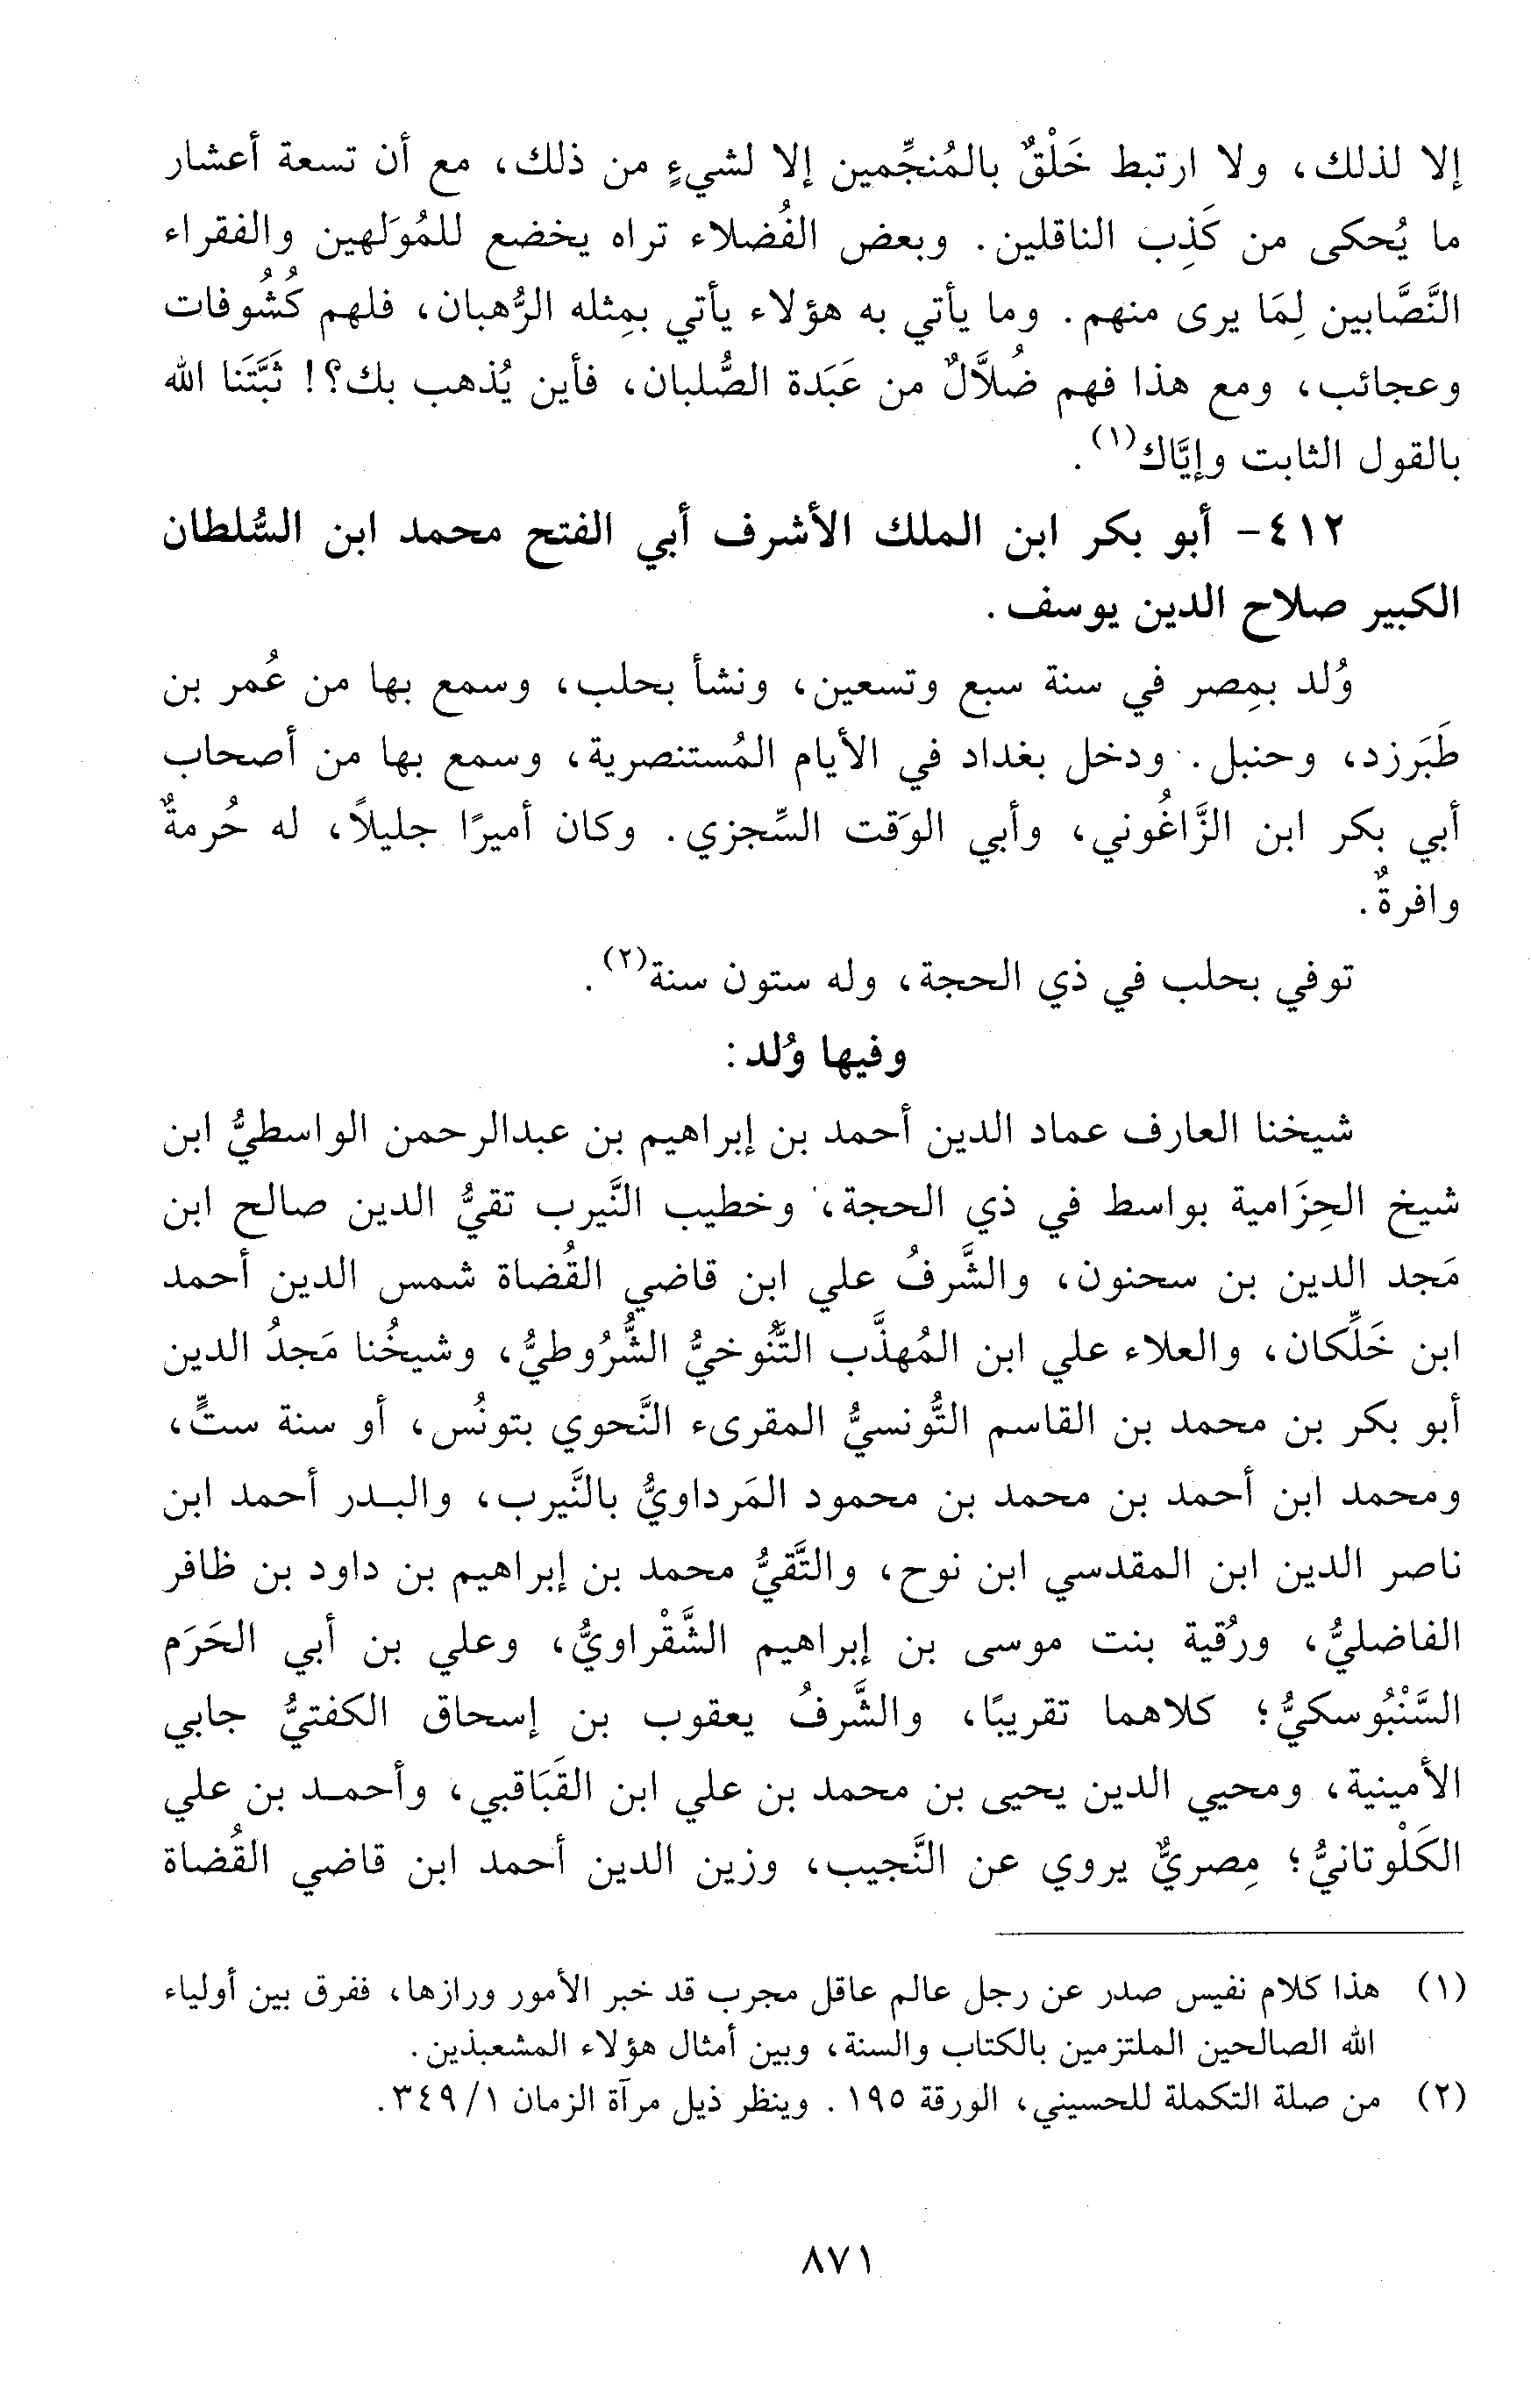 إلا لذلك، ولا ارتبط خَلْقٌ بالمُنجِّمين إلا لشيءٍ من ذلك، مع أن تسعة أعشار
ما يُحكى من كَذِب الناقلين. وبعض الفُضلاء تراه يخضع للمُوَلهين والفقراء
النَّصَّابين لِمَا يرى منهم. وما يأتي به هؤلاء يأتي بمِثله الرُّهبان، فلهم كُشُوفات
وعجائب، ومع هذا فهم ضُلاَّلٌ من عَبَدة الصُّلبان، فأين يُذهب بك؟! ثَبَّتَنا الله
بالقول الثابت وإيَّاك(١).
٤١٢- أبو بكر ابن الملك الأشرف أبي الفتح محمد ابن السُّلطان
الكبير صلاح الدين يوسف.
وُلد بمِصر في سنة سبع وتسعين، ونشأ بحلب، وسمع بها من عُمر بن
طَبَرزد، وحنبل. ودخل بغداد في الأيام المُستنصرية، وسمع بها من أصحاب
أبي بكر ابن الزَّاغُوني، وأبي الوَقت السِّجزي. وكان أميرًا جليلاً، له حُرمةٌ
وافرةٌ.
توفي بحلب في ذي الحجة، وله ستون سنة(٢).
وفيها وُلد:
شيخنا العارف عماد الدين أحمد بن إبراهيم بن عبدالرحمن الواسطيُّ ابن
شيخ الحِزَامية بواسط في ذي الحجة، وخطيب النَّيرب تقيُّ الدين صالح ابن
مَجد الدين بن سحنون، والشَّرفُ علي ابن قاضي القُضاة شمس الدين أحمد
ابن خَلِّكان، والعلاء علي ابن المُهذَّب التَّنُوخيُّ الشُّرُوطيُّ، وشيخُنا مَجدُ الدين
أبو بكر بن محمد بن القاسم التُّونسيُّ المقرىء النَّحوي بتونُس، أو سنة ستٍّ،
ومحمد ابن أحمد بن محمد بن محمود المَرداويُّ بالنَّيرب، والبدر أحمد ابن
ناصر الدين ابن المقدسي ابن نوح، والتَّقيُّ محمد بن إبراهيم بن داود بن ظافر
الفاضليُّ، ورُقية بنت موسى بن إبراهيم الشَّقْراويُّ، وعلي بن أبي الحَرَم
السَّنْبُوسكيُّ؛ كلاهما تقريبًا، والشَّرفُ يعقوب بن إسحاق الكفتيُّ جابي
الأمينية، ومحيي الدين يحيى بن محمد بن علي ابن القَبَاقبي، وأحمد بن علي
الكَلْوتانيُّ؛ مِصريٌّ يروي عن النَّجيب، وزين الدين أحمد ابن قاضي القُضاة
(١) هذا كلام نفيس صدر عن رجل عالم عاقل مجرب قد خبر الأمور ورازها، ففرق بين أولياء
الله الصالحين الملتزمين بالكتاب والسنة، وبين أمثال هؤلاء المشعبذين.
(٢) من صلة التكملة للحسيني، الورقة ١٩٥. وينظر ذيل مرآة الزمان ١/ ٣٤٩.
٨٧١